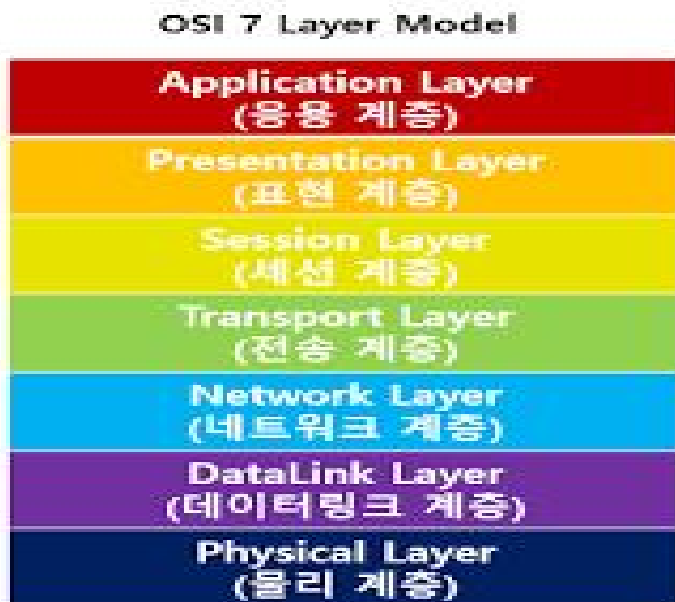 OSI 7 Layer Model
Application Layer
(응용 계층)
Presentation Layer
(표현 계층)
Session Layer
(세션 계층)
Transport Layer
(전송 계층)
Network Layer
(네트워크 계층)
DataLink Layer
(데이터링크 계층)
Physical Layer
(물리 계층)